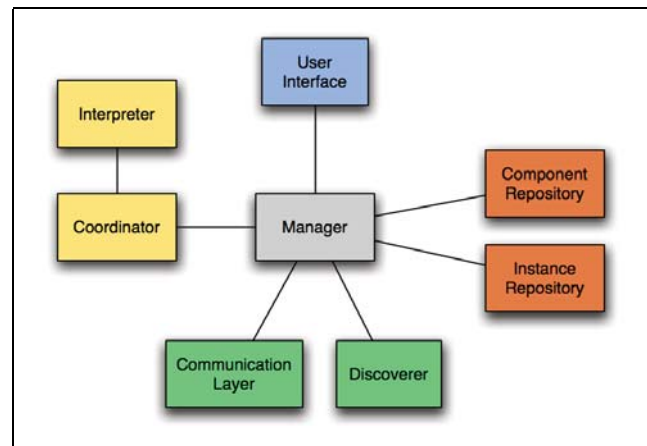 User
Interface
Interpreter
Component
Repository
Coordinator
Manager
Instance
Repository
Communication
Layer
Discoverer